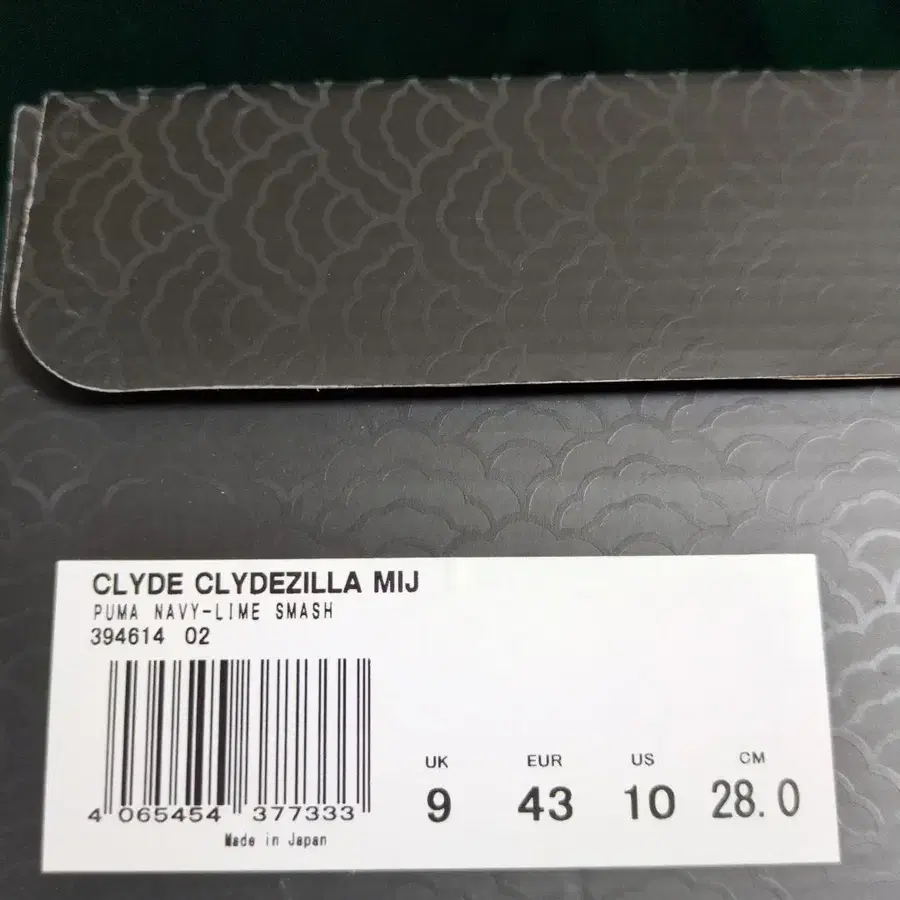 CLYDE CLYDEZILLA MIJ
PUMA NAVY-LIME SMASH
394614 02
4 065454 377333
Made in Japan
UK EUR US CM
9 43 10 28.0